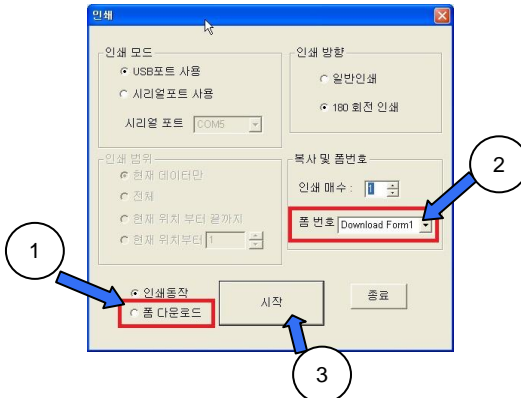 인쇄
인쇄 모드
USB포트 사용
시리얼포트 사용
시리얼 포트 COM5
인쇄 방향
일반인쇄
180 회전 인쇄
인쇄 범위
현재 데이터만
전체
현재 위치 부터 끝까지
현재 위치부터 1
복사 및 폼번호
인쇄 매수 : 1
폼 번호 Download Form1
2
1
인쇄동작
폼 다운로드
시작
종료
3